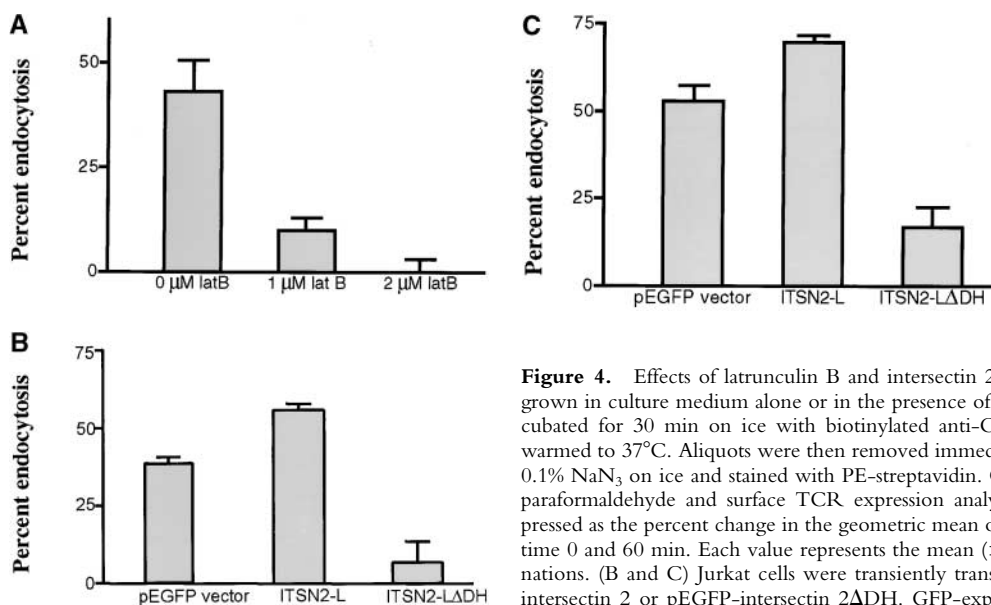 A
Percent endocytosis
50
25
0
0 µM latB
1 µM lat B
2 µM latB
B
Percent endocytosis
75
50
25
0
pEGFP vector
ITSN2-L
ITSN2-LΔDH
C
Percent endocytosis
75
50
25
0
pEGFP vector
ITSN2-L
ITSN2-LΔDH
Figure 4. Effects of latrunculin B and intersectin 2
grown in culture medium alone or in the presence of
cubated for 30 min on ice with biotinylated anti-C
warmed to 37°C. Aliquots were then removed immed
0.1% NaN₃ on ice and stained with PE-streptavidin.
paraformaldehyde and surface TCR expression analy
pressed as the percent change in the geometric mean o
time 0 and 60 min. Each value represents the mean
nations. (B and C) Jurkat cells were transiently trans
intersectin 2 or pEGFP-intersectin 2ΔDH. GFP-exp